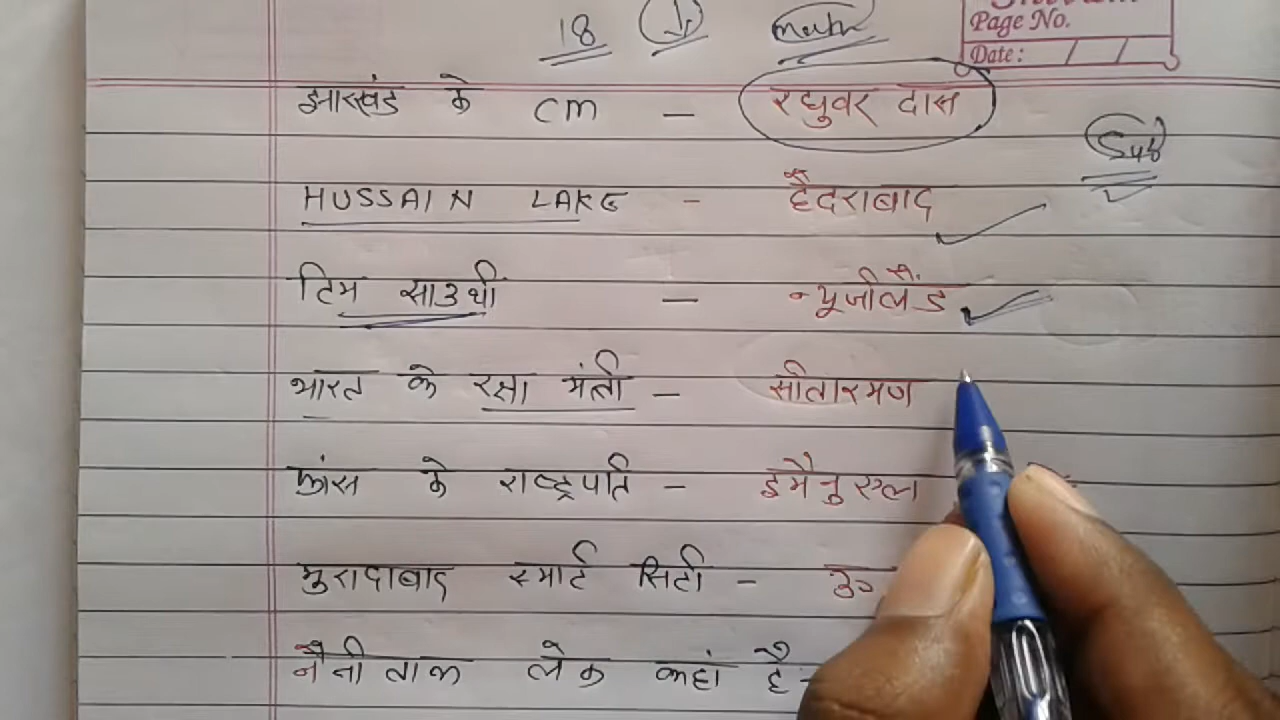 18
Page No.
Date:
झारखंड के CM - रघुवर दास
Sub
HUSSAIN LAKE - हैदराबाद
टिम साउथी - न्यूजीलैंड
भारत के रक्षा मंत्री - सीतारमण
फ्रांस के राष्ट्रपति - इमैनुएल
मुरादाबाद स्मार्ट सिटी - उ०
नैनीताल लेक कहां है -